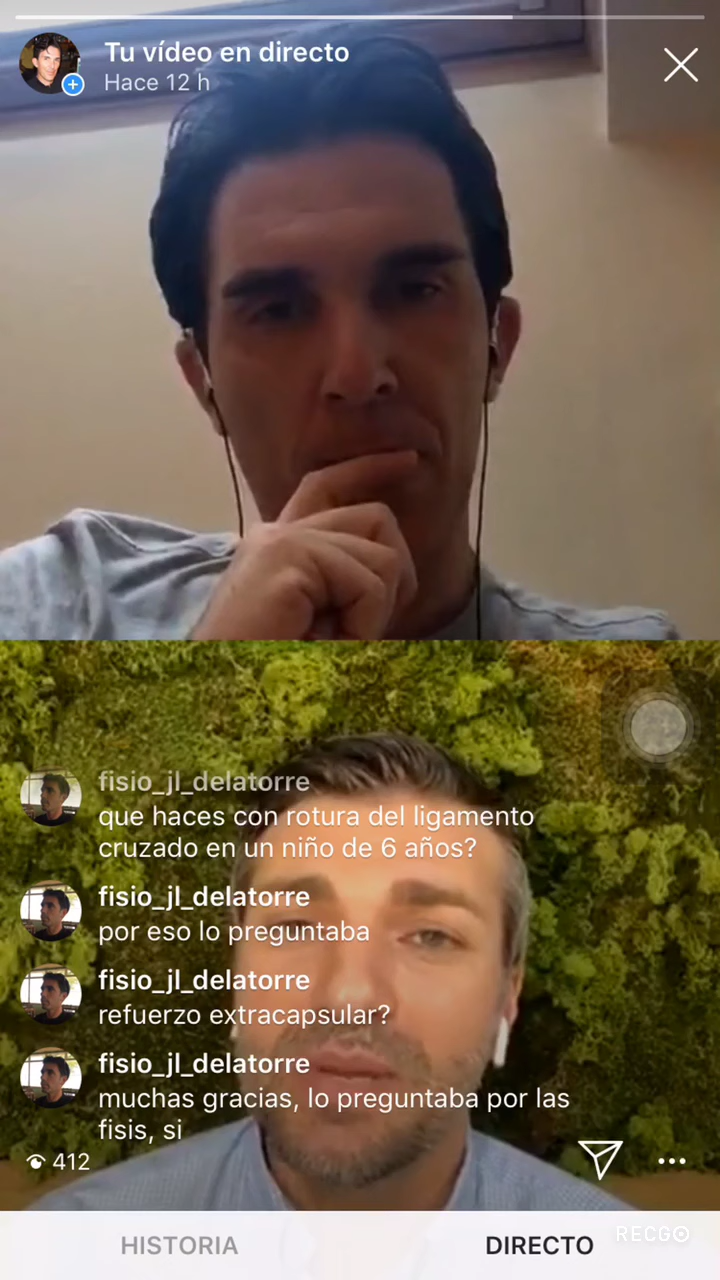 Tu vídeo en directo
Hace 12 h
fisio_jl_delatorre
que haces con rotura del ligamento
cruzado en un niño de 6 años?
fisio_jl_delatorre
por eso lo preguntaba
fisio_jl_delatorre
refuerzo extracapsular?
fisio_jl_delatorre
muchas gracias, lo preguntaba por las
fisis, si
412
HISTORIA
DIRECTO
RECGO